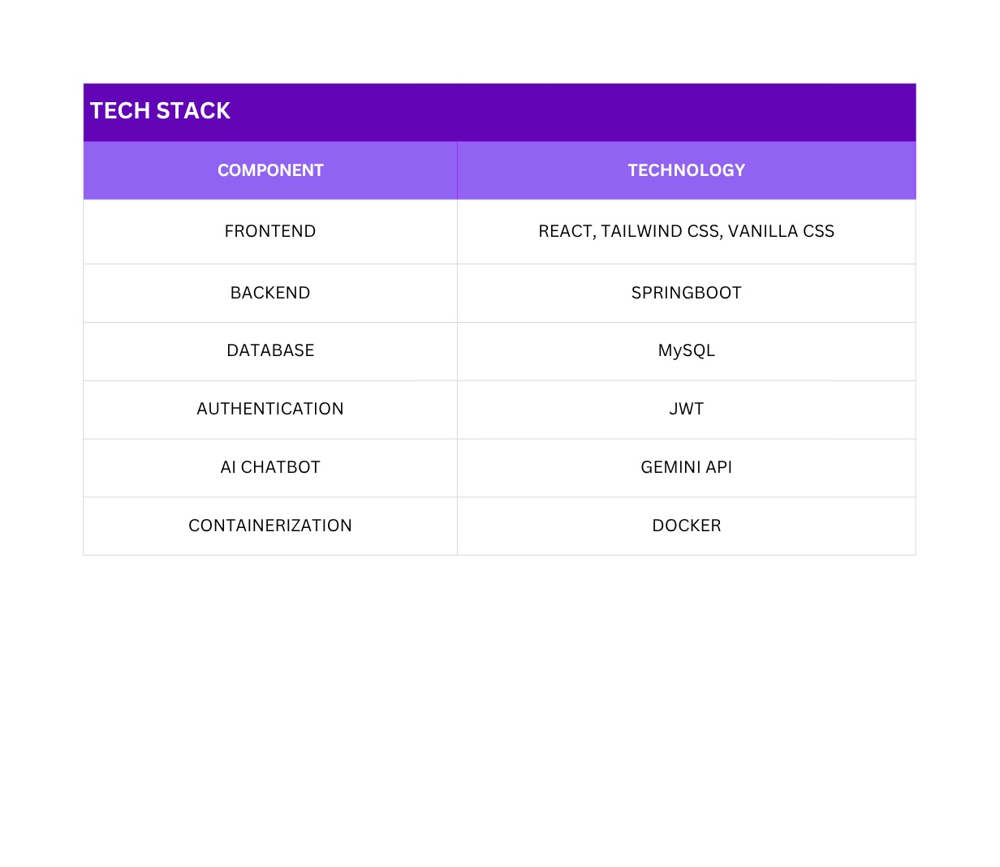 TECH STACK
COMPONENT TECHNOLOGY
FRONTEND REACT, TAILWIND CSS, VANILLA CSS
BACKEND SPRINGBOOT
DATABASE MySQL
AUTHENTICATION JWT
AI CHATBOT GEMINI API
CONTAINERIZATION DOCKER